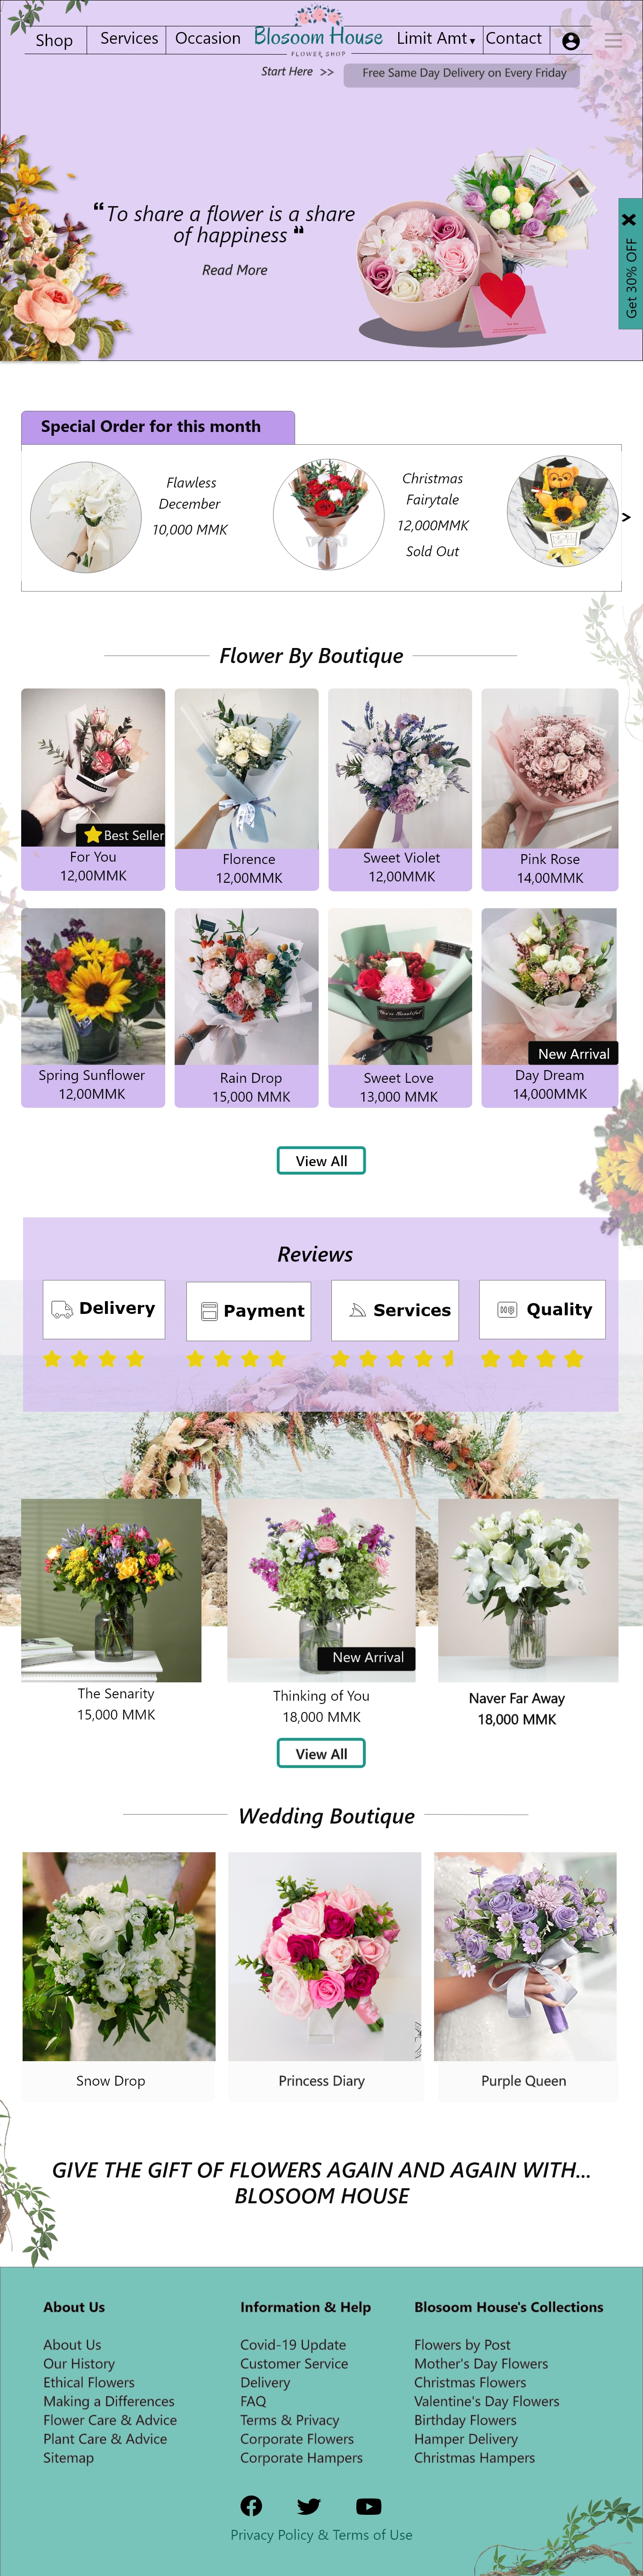 Shop
Services
Occasion
Blosoom House
FLOWER SHOP
Limit Amt ▾
Contact
Start Here >>
Free Same Day Delivery on Every Friday
❝To share a flower is a share
of happiness ❞
Read More
Get 30% OFF
Special Order for this month
Flawless
December
10,000 MMK
Christmas
Fairytale
12,000MMK
Sold Out
>
Flower By Boutique
Best Seller
For You
12,00MMK
Florence
12,00MMK
Sweet Violet
12,00MMK
Pink Rose
14,00MMK
Spring Sunflower
12,00MMK
Rain Drop
15,000 MMK
Sweet Love
13,000 MMK
New Arrival
Day Dream
14,000MMK
View All
Reviews
Delivery
Payment
Services
HQ
Quality
The Senarity
15,000 MMK
New Arrival
Thinking of You
18,000 MMK
Naver Far Away
18,000 MMK
View All
Wedding Boutique
Snow Drop
Princess Diary
Purple Queen
GIVE THE GIFT OF FLOWERS AGAIN AND AGAIN WITH...
BLOSOOM HOUSE
About Us
About Us
Our History
Ethical Flowers
Making a Differences
Flower Care & Advice
Plant Care & Advice
Sitemap
Information & Help
Covid-19 Update
Customer Service
Delivery
FAQ
Terms & Privacy
Corporate Flowers
Corporate Hampers
Blosoom House's Collections
Flowers by Post
Mother's Day Flowers
Christmas Flowers
Valentine's Day Flowers
Birthday Flowers
Hamper Delivery
Christmas Hampers
Privacy Policy & Terms of Use